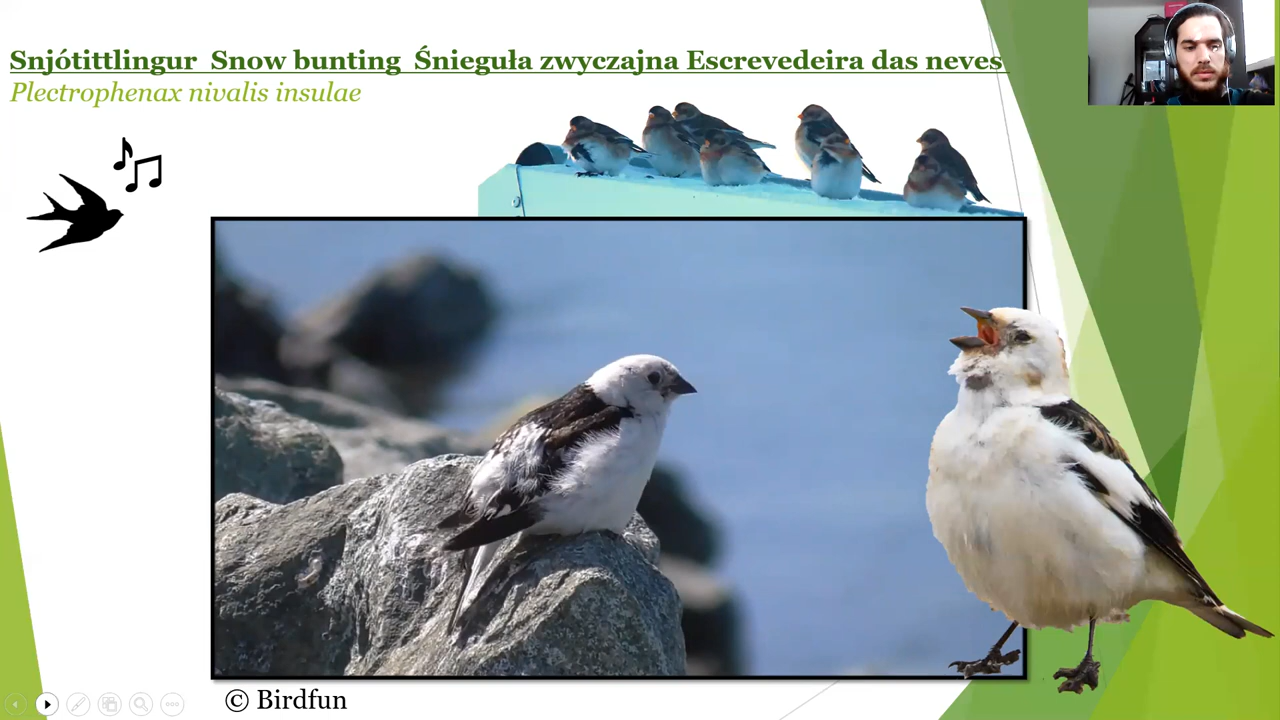 Snjótittlingur Snow bunting Śnieguła zwyczajna Escrevedeira das neves
Plectrophenax nivalis insulae
© Birdfun